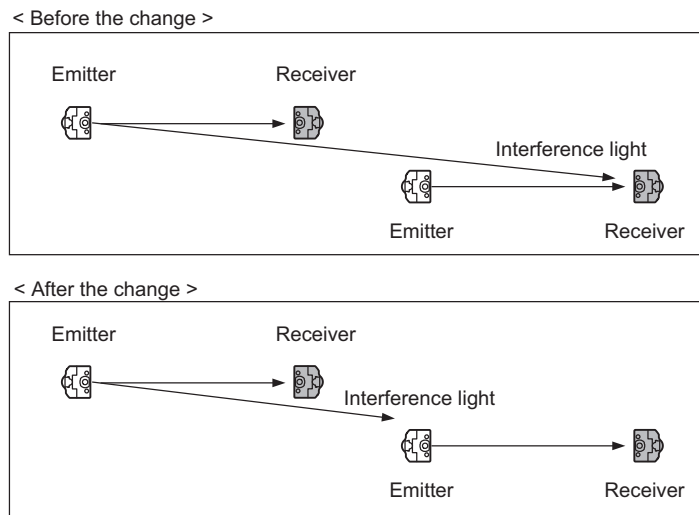 < Before the change >
Emitter Receiver
Interference light
Emitter Receiver
< After the change >
Emitter Receiver
Interference light
Emitter Receiver